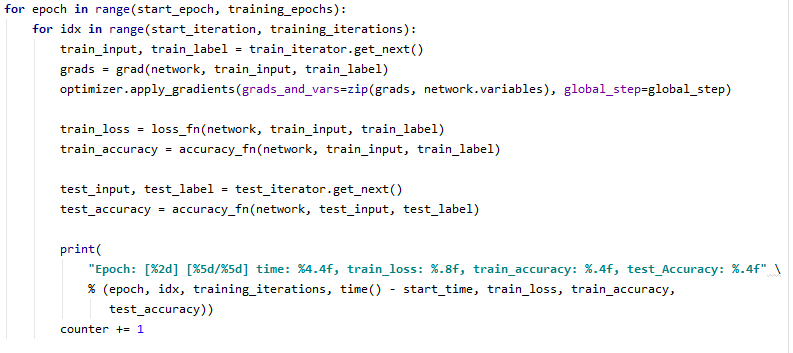 for epoch in range(start_epoch, training_epochs):
for idx in range(start_iteration, training_iterations):
train_input, train_label = train_iterator.get_next()
grads = grad(network, train_input, train_label)
optimizer.apply_gradients(grads_and_vars=zip(grads, network.variables), global_step=global_step)
train_loss = loss_fn(network, train_input, train_label)
train_accuracy = accuracy_fn(network, train_input, train_label)
test_input, test_label = test_iterator.get_next()
test_accuracy = accuracy_fn(network, test_input, test_label)
print(
"Epoch: [%2d] [%5d/%5d] time: %4.4f, train_loss: %.8f, train_accuracy: %.4f, test_Accuracy: %.4f" \
% (epoch, idx, training_iterations, time() - start_time, train_loss, train_accuracy,
test_accuracy))
counter += 1